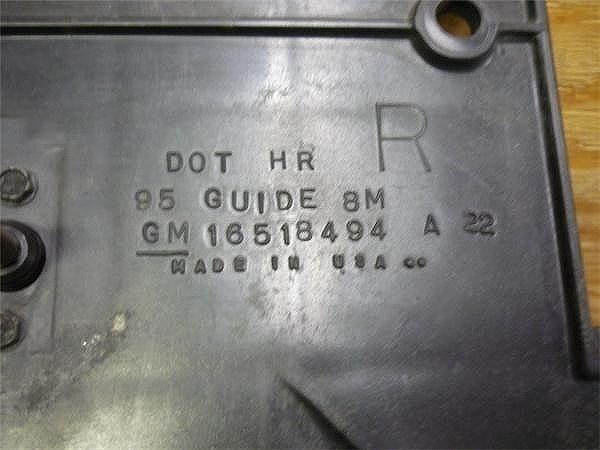 R
DOT HR
95 GUIDE 8M
GM 16518494 A 22
MADE IN USA